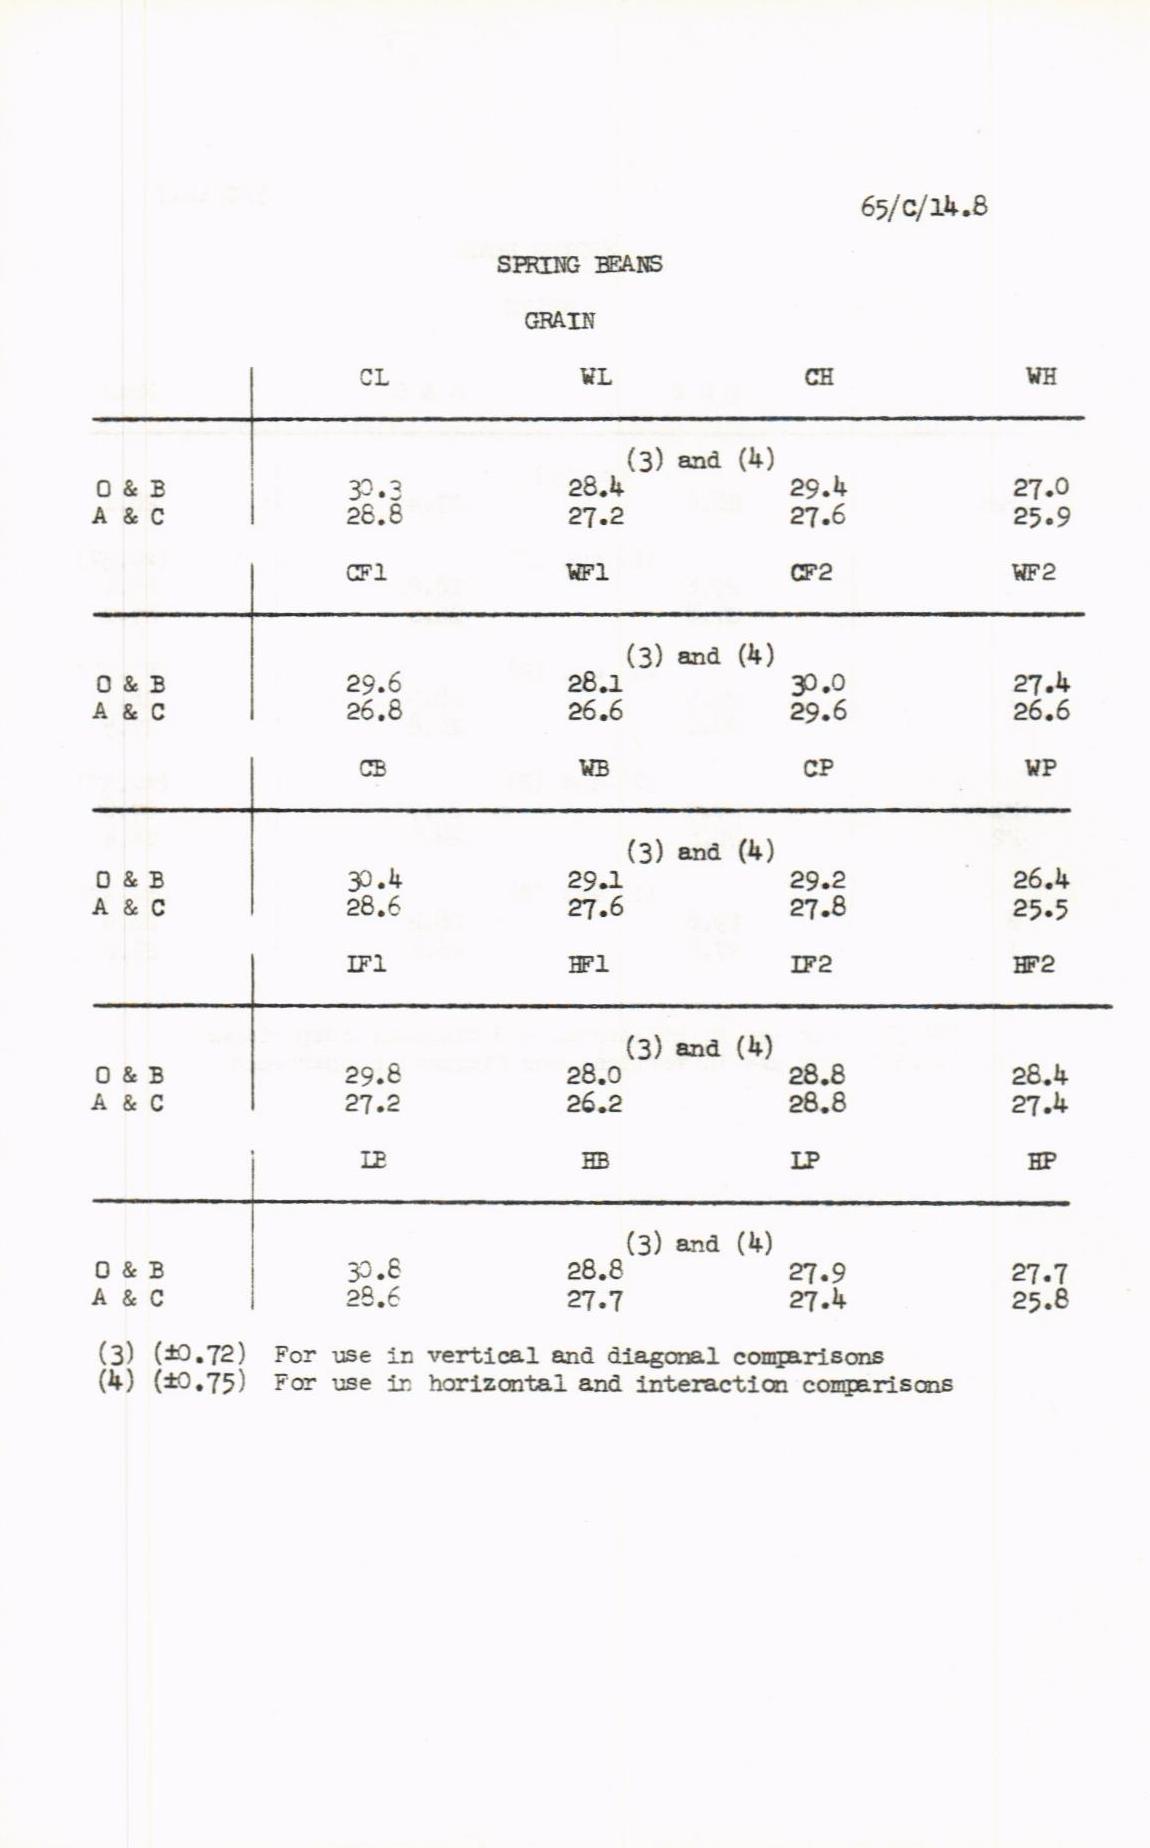 65/C/14.8
SPRING BEANS
GRAIN
CL WL CH WH
(3) and (4)
O & B 30.3 28.4 29.4 27.0
A & C 28.8 27.2 27.6 25.9
CF1 WF1 CF2 WF2
(3) and (4)
O & B 29.6 28.1 30.0 27.4
A & C 26.8 26.6 29.6 26.6
CB WB CP WP
(3) and (4)
O & B 30.4 29.1 29.2 26.4
A & C 28.6 27.6 27.8 25.5
LF1 HF1 LF2 HF2
(3) and (4)
O & B 29.8 28.0 28.8 28.4
A & C 27.2 26.2 28.8 27.4
LB HB LP HP
(3) and (4)
O & B 30.8 28.8 27.9 27.7
A & C 28.6 27.7 27.4 25.8
(3) (±0.72) For use in vertical and diagonal comparisons
(4) (±0.75) For use in horizontal and interaction comparisons